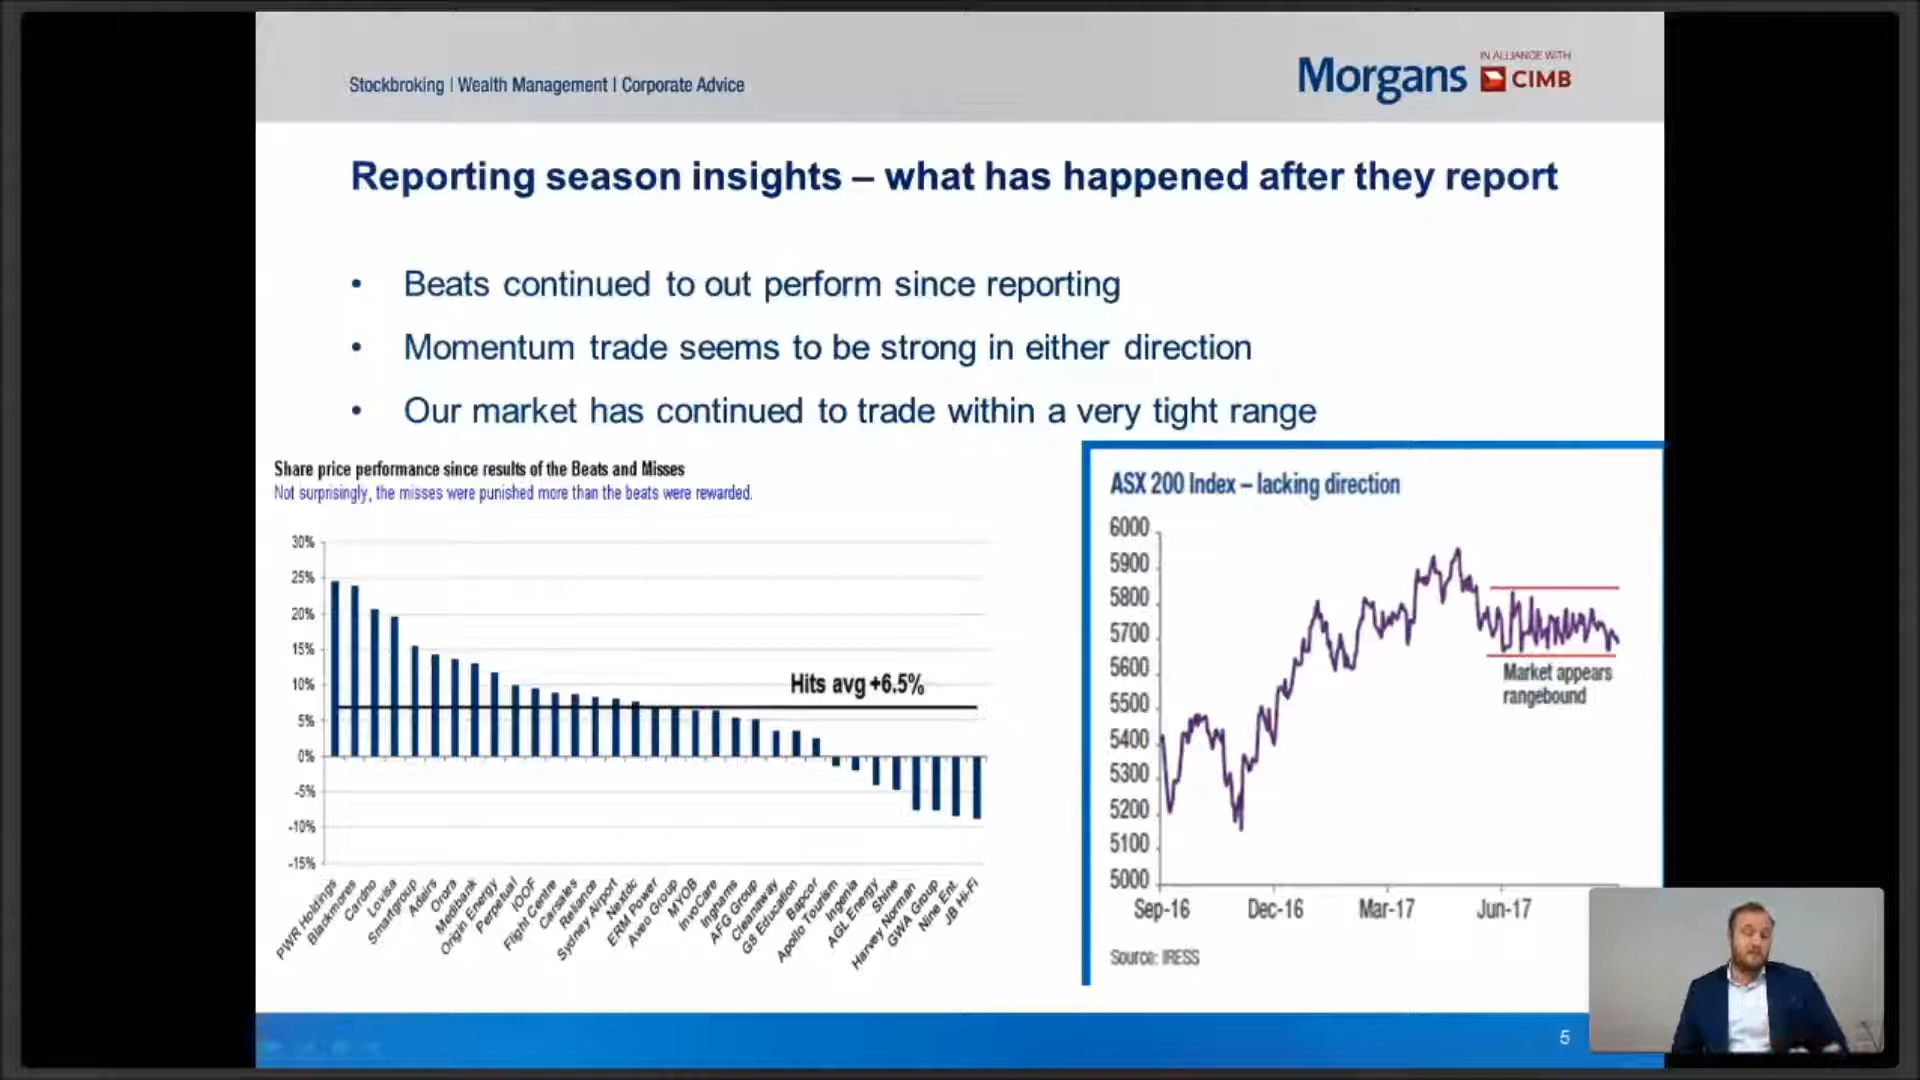 Stockbroking | Wealth Management | Corporate Advice
Morgans
IN ALLIANCE WITH
CIMB
Reporting season insights – what has happened after they report
• Beats continued to out perform since reporting
• Momentum trade seems to be strong in either direction
• Our market has continued to trade within a very tight range
Share price performance since results of the Beats and Misses
Not surprisingly, the misses were punished more than the beats were rewarded.
30%
25%
20%
15%
10%
5%
0%
-5%
-10%
-15%
Hits avg +6.5%
PWR Holdings
Blackmores
Cardno
Lovisa
Smartgroup
Adairs
Orora
Medibank
Origin Energy
Perpetual
IOOF
Flight Centre
Carsales
Reliance
Sydney Airport
Nextdc
ERM Power
Aveo Group
MYOB
InvoCare
Inghams
AFG Group
Cleanaway
G8 Education
Bapcor
Apollo Tourism
Ingenia
AGL Energy
Shine
Harvey Norman
GWA Group
Nine Ent.
JB Hi-Fi
ASX 200 Index – lacking direction
6000
5900
5800
5700
5600
5500
5400
5300
5200
5100
5000
Market appears
rangebound
Sep-16
Dec-16
Mar-17
Jun-17
Source: IRESS
5